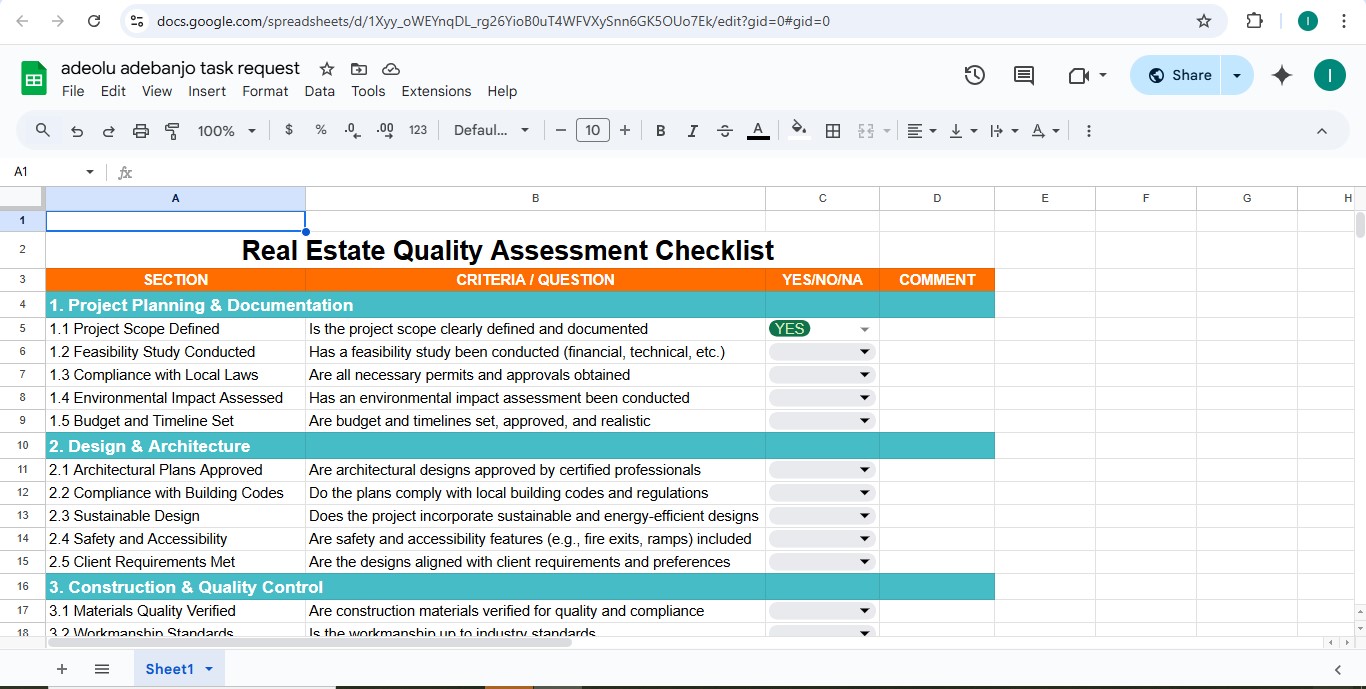 docs.google.com/spreadsheets/d/1Xyy_oWEYnqDL_rg26YioB0uT4WFVXySnn6GK5OUo7Ek/edit?gid=0#gid=0
I
adeolu adebanjo task request
Share
I
File Edit View Insert Format Data Tools Extensions Help
100% $ % .0 .00 123 Defaul... − 10 + B I S A A
A1 fx
A B C D E F G H
1
2 Real Estate Quality Assessment Checklist
3 SECTION CRITERIA / QUESTION YES/NO/NA COMMENT
4 1. Project Planning & Documentation
5 1.1 Project Scope Defined Is the project scope clearly defined and documented YES
6 1.2 Feasibility Study Conducted Has a feasibility study been conducted (financial, technical, etc.)
7 1.3 Compliance with Local Laws Are all necessary permits and approvals obtained
8 1.4 Environmental Impact Assessed Has an environmental impact assessment been conducted
9 1.5 Budget and Timeline Set Are budget and timelines set, approved, and realistic
10 2. Design & Architecture
11 2.1 Architectural Plans Approved Are architectural designs approved by certified professionals
12 2.2 Compliance with Building Codes Do the plans comply with local building codes and regulations
13 2.3 Sustainable Design Does the project incorporate sustainable and energy-efficient designs
14 2.4 Safety and Accessibility Are safety and accessibility features (e.g., fire exits, ramps) included
15 2.5 Client Requirements Met Are the designs aligned with client requirements and preferences
16 3. Construction & Quality Control
17 3.1 Materials Quality Verified Are construction materials verified for quality and compliance
18 3.2 Workmanship Standards Is the workmanship up to industry standards
+ Sheet1